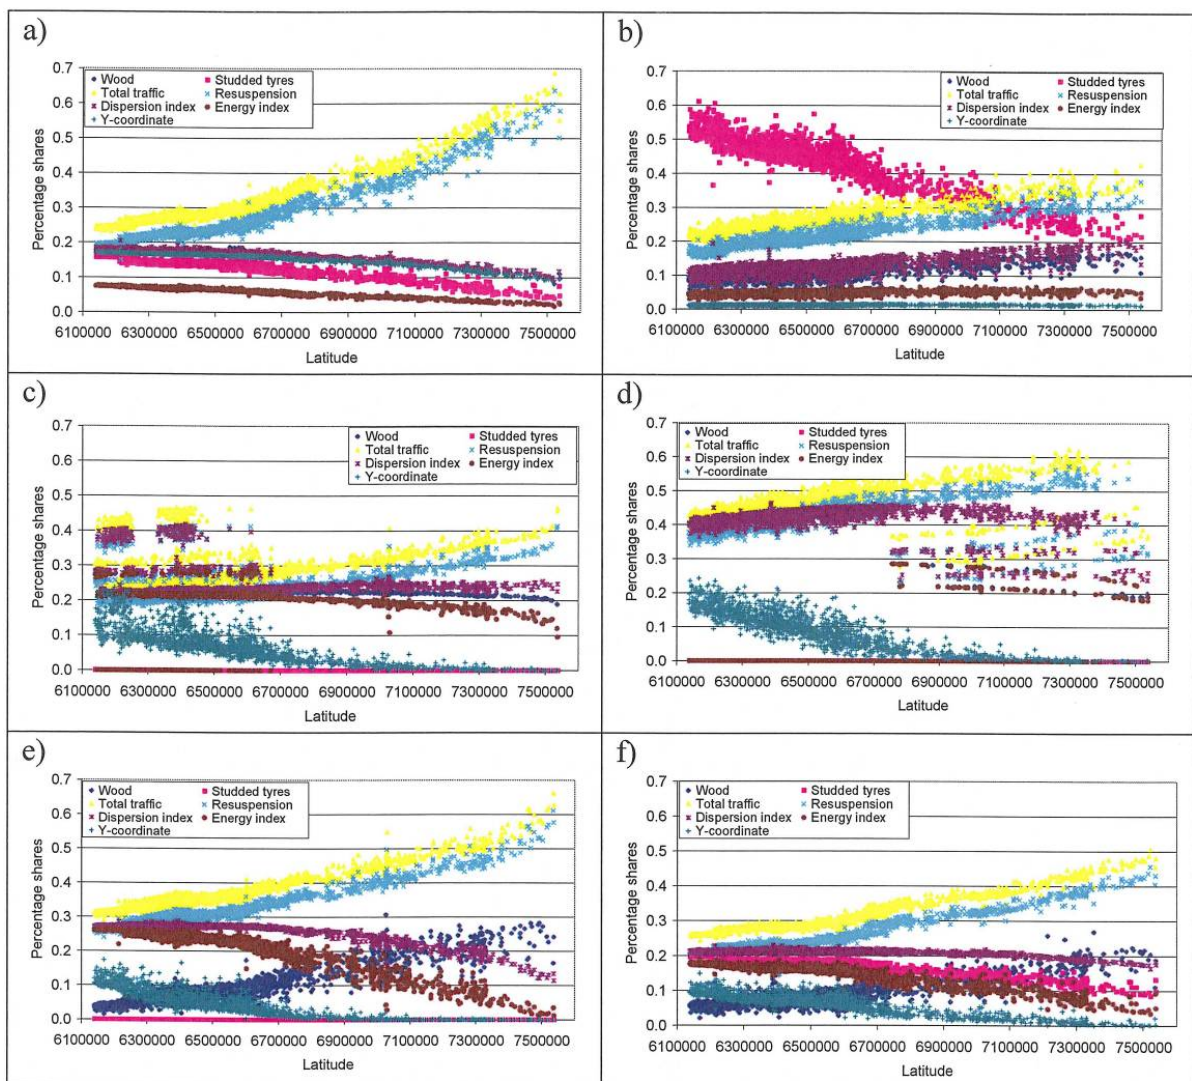 a)
0.7
0.6
0.5
0.4
0.3
0.2
0.1
0.0
Percentage shares
Wood Studded tyres
Total traffic Resuspension
Dispersion index Energy index
Y-coordinate
6100000 6300000 6500000 6700000 6900000 7100000 7300000 7500000
Latitude
b)
0.7
0.6
0.5
0.4
0.3
0.2
0.1
0.0
Percentage shares
Wood Studded tyres
Total traffic Resuspension
Dispersion index Energy index
Y-coordinate
6100000 6300000 6500000 6700000 6900000 7100000 7300000 7500000
Latitude
c)
0.7
0.6
0.5
0.4
0.3
0.2
0.1
0.0
Percentage shares
Wood Studded tyres
Total traffic Resuspension
Dispersion index Energy index
Y-coordinate
6100000 6300000 6500000 6700000 6900000 7100000 7300000 7500000
Latitude
d)
0.7
0.6
0.5
0.4
0.3
0.2
0.1
0.0
Percentage shares
Wood Studded tyres
Total traffic Resuspension
Dispersion index Energy index
Y-coordinate
6100000 6300000 6500000 6700000 6900000 7100000 7300000 7500000
Latitude
e)
0.7
0.6
0.5
0.4
0.3
0.2
0.1
0.0
Percentage shares
Wood Studded tyres
Total traffic Resuspension
Dispersion index Energy index
Y-coordinate
6100000 6300000 6500000 6700000 6900000 7100000 7300000 7500000
Latitude
f)
0.7
0.6
0.5
0.4
0.3
0.2
0.1
0.0
Percentage shares
Wood Studded tyres
Total traffic Resuspension
Dispersion index Energy index
Y-coordinate
6100000 6300000 6500000 6700000 6900000 7100000 7300000 7500000
Latitude